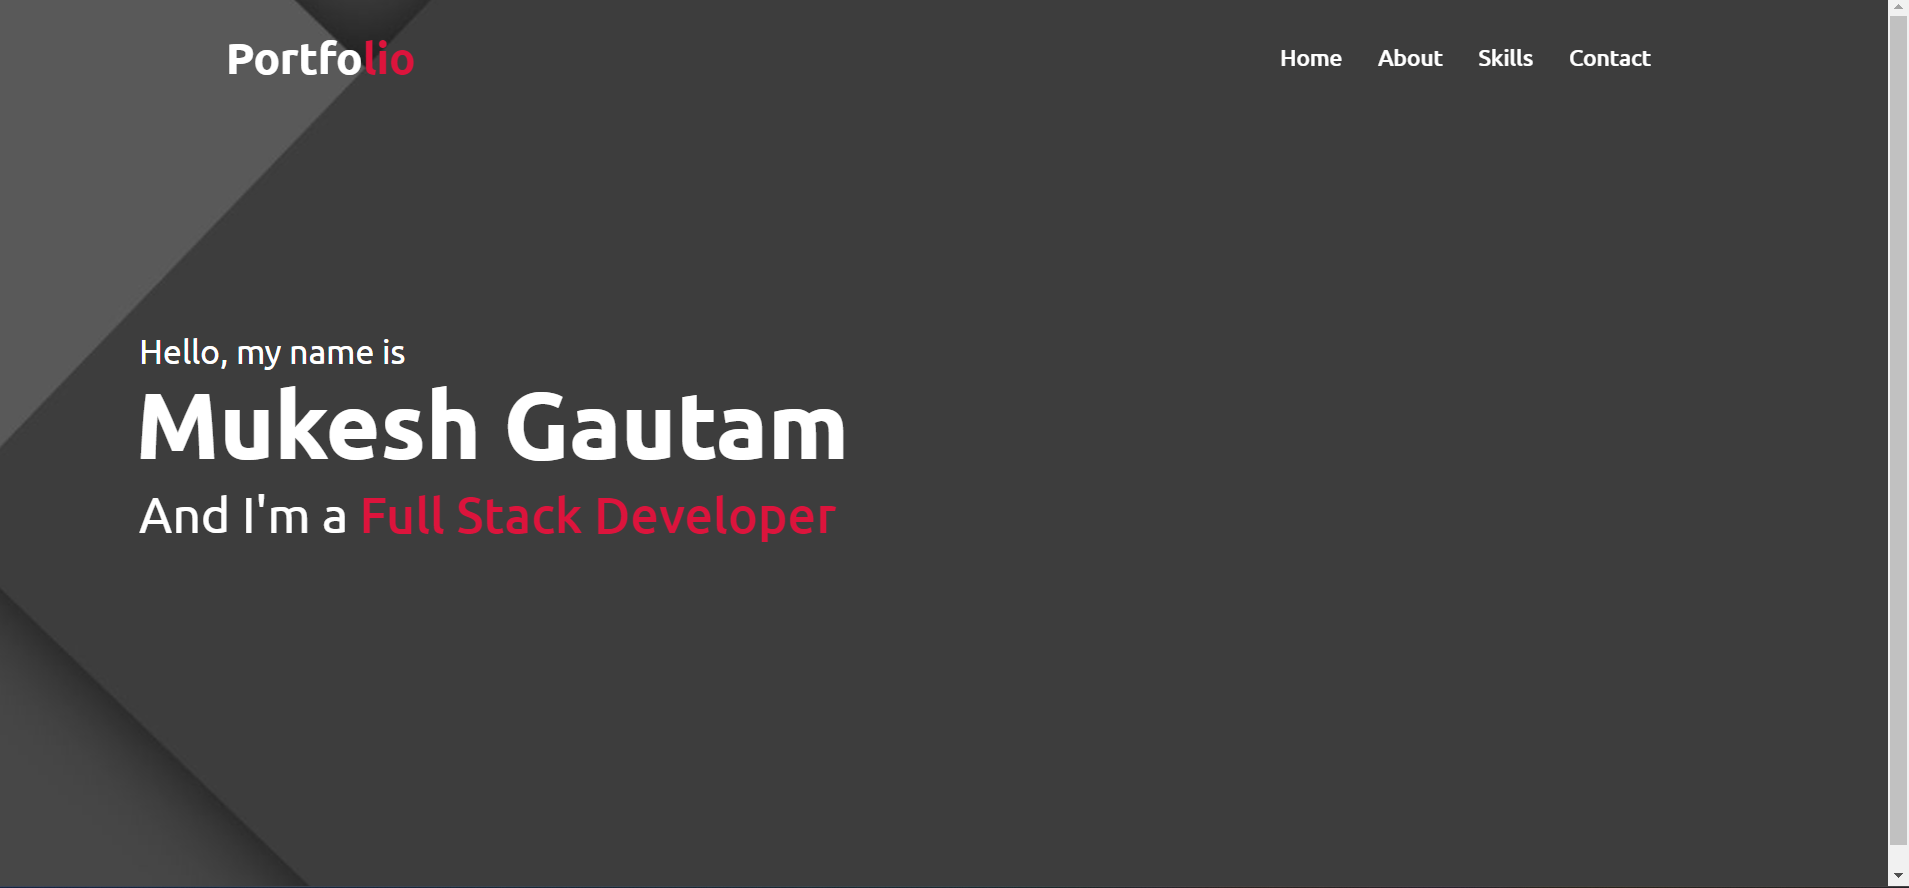 Portfolio
Home About Skills Contact
Hello, my name is
Mukesh Gautam
And I'm a Full Stack Developer